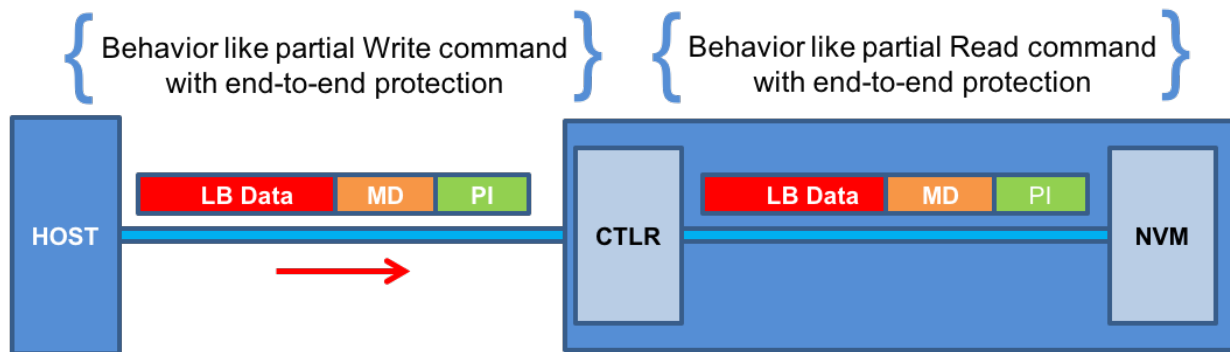 Behavior like partial Write command
with end-to-end protection
Behavior like partial Read command
with end-to-end protection
HOST
LB Data
MD
PI
CTLR
LB Data
MD
PI
NVM